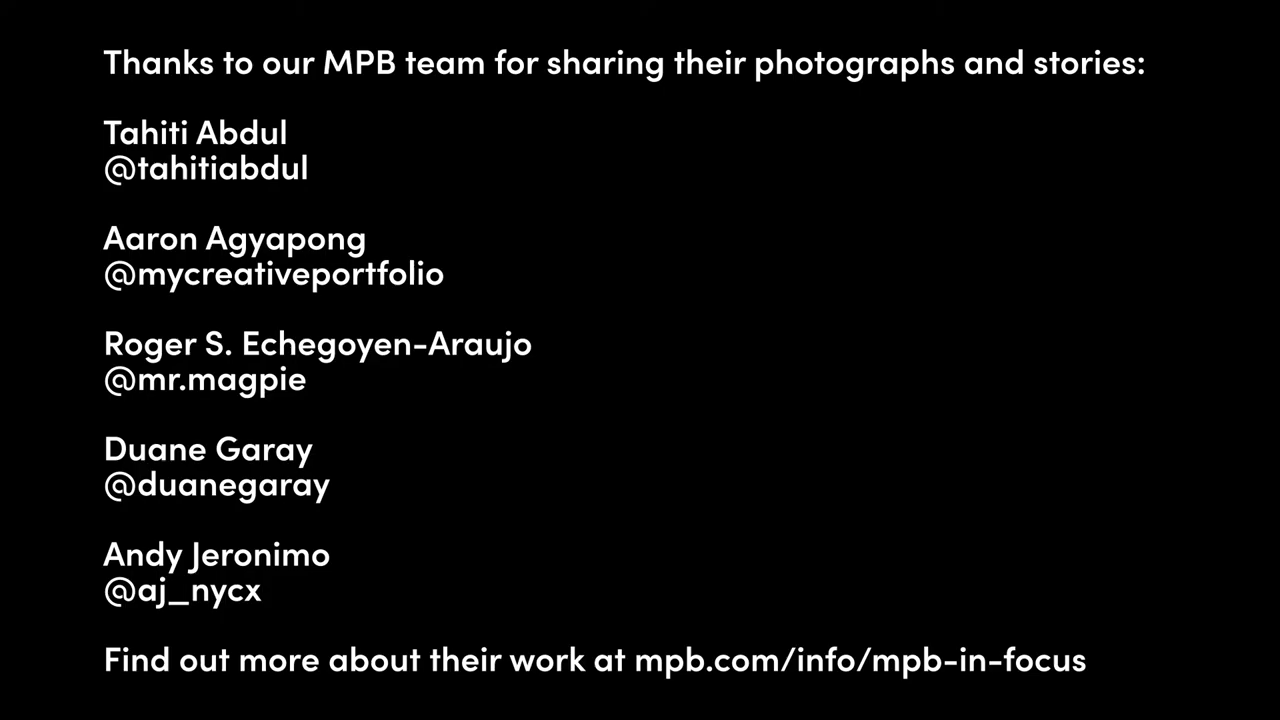 Thanks to our MPB team for sharing their photographs and stories:
Tahiti Abdul
@tahitiabdul
Aaron Agyapong
@mycreativeportfolio
Roger S. Echegoyen-Araujo
@mr.magpie
Duane Garay
@duanegaray
Andy Jeronimo
@aj_nycx
Find out more about their work at mpb.com/info/mpb-in-focus